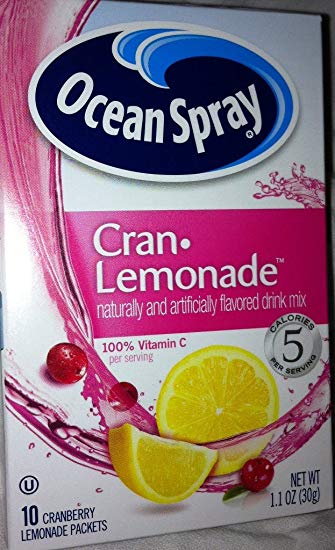 Ocean Spray®
Cran•
Lemonade™
naturally and artificially flavored drink mix
100% Vitamin C
per serving
CALORIES
5
PER SERVING
U
NET WT
1.1 OZ (30g)
10 CRANBERRY
LEMONADE PACKETS